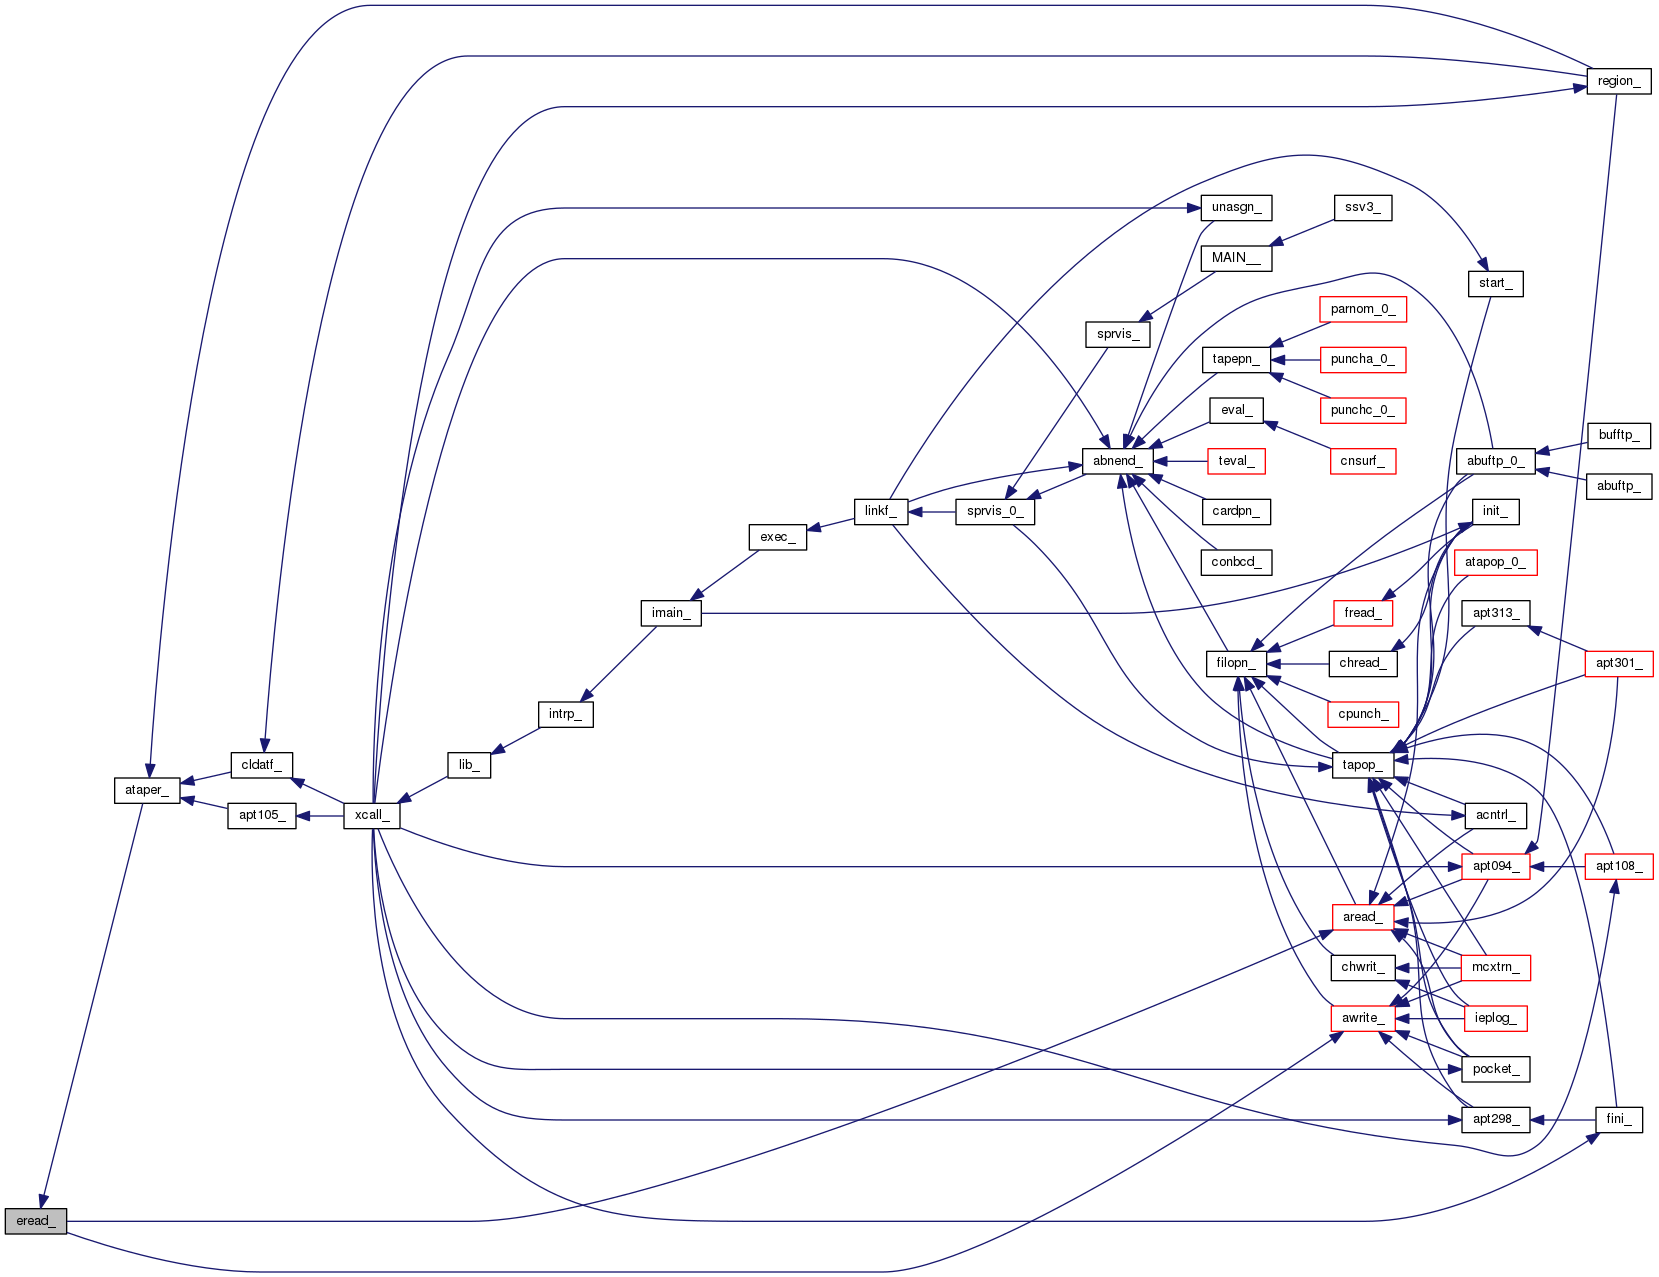 region_
unasgn_
ssv3_
MAIN__
start_
parnom_0_
sprvis_
tapepn_
puncha_0_
eval_
punchc_0_
bufftp_
abnend_
teval_
cnsurf_
abuftp_0_
abuftp_
linkf_
sprvis_0_
cardpn_
init_
exec_
conbcd_
atapop_0_
imain_
fread_
apt313_
filopn_
chread_
apt301_
intrp_
cpunch_
cldatf_
lib_
tapop_
ataper_
apt105_
xcall_
acntrl_
apt094_
apt108_
aread_
chwrit_
mcxtrn_
awrite_
ieplog_
pocket_
apt298_
fini_
eread_